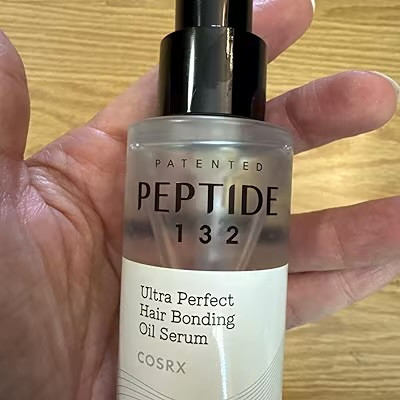 PATENTED
PEPTIDE
132
Ultra Perfect
Hair Bonding
Oil Serum
COSRX